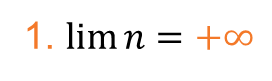 1. lim n = +∞